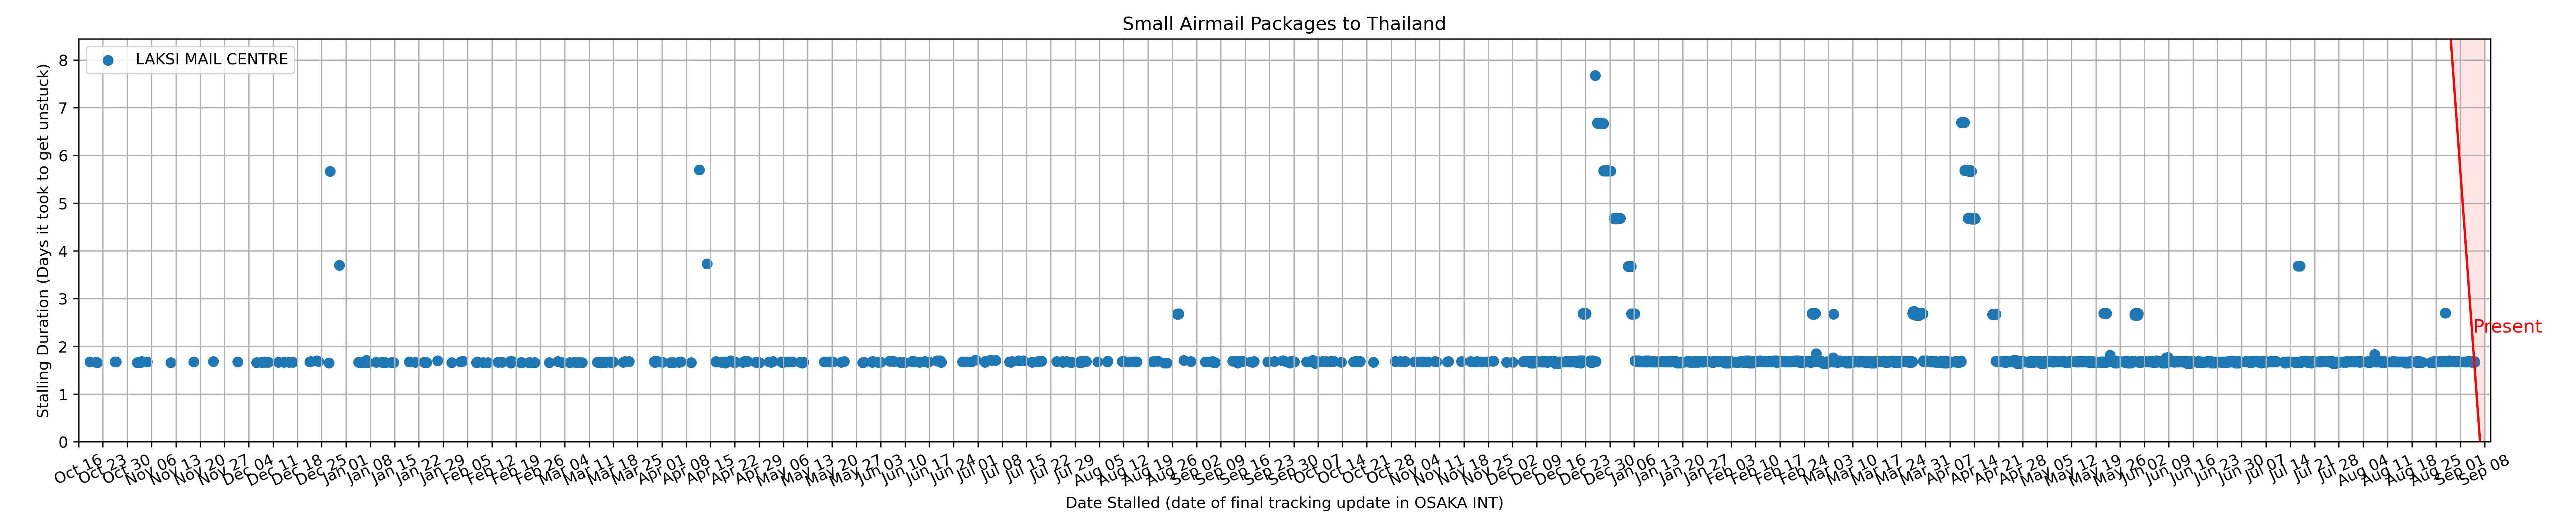 Small Airmail Packages to Thailand
LAKSI MAIL CENTRE
Stalling Duration (Days it took to get unstuck)
8
7
6
5
4
3
2
1
0
Present
Oct 16
Oct 23
Oct 30
Nov 06
Nov 13
Nov 20
Nov 27
Dec 04
Dec 11
Dec 18
Dec 25
Jan 01
Jan 08
Jan 15
Jan 22
Jan 29
Feb 05
Feb 12
Feb 19
Feb 26
Mar 04
Mar 11
Mar 18
Mar 25
Apr 01
Apr 08
Apr 15
Apr 22
Apr 29
May 06
May 13
May 20
May 27
Jun 03
Jun 10
Jun 17
Jun 24
Jul 01
Jul 08
Jul 15
Jul 22
Jul 29
Aug 05
Aug 12
Aug 19
Aug 26
Sep 02
Sep 09
Sep 16
Sep 23
Sep 30
Oct 07
Oct 14
Oct 21
Oct 28
Nov 04
Nov 11
Nov 18
Nov 25
Dec 02
Dec 09
Dec 16
Dec 23
Dec 30
Jan 06
Jan 13
Jan 20
Jan 27
Feb 03
Feb 10
Feb 17
Feb 24
Mar 03
Mar 10
Mar 17
Mar 24
Mar 31
Apr 07
Apr 14
Apr 21
Apr 28
May 05
May 12
May 19
May 26
Jun 02
Jun 09
Jun 16
Jun 23
Jun 30
Jul 07
Jul 14
Jul 21
Jul 28
Aug 04
Aug 11
Aug 18
Aug 25
Sep 01
Sep 08
Date Stalled (date of final tracking update in OSAKA INT)